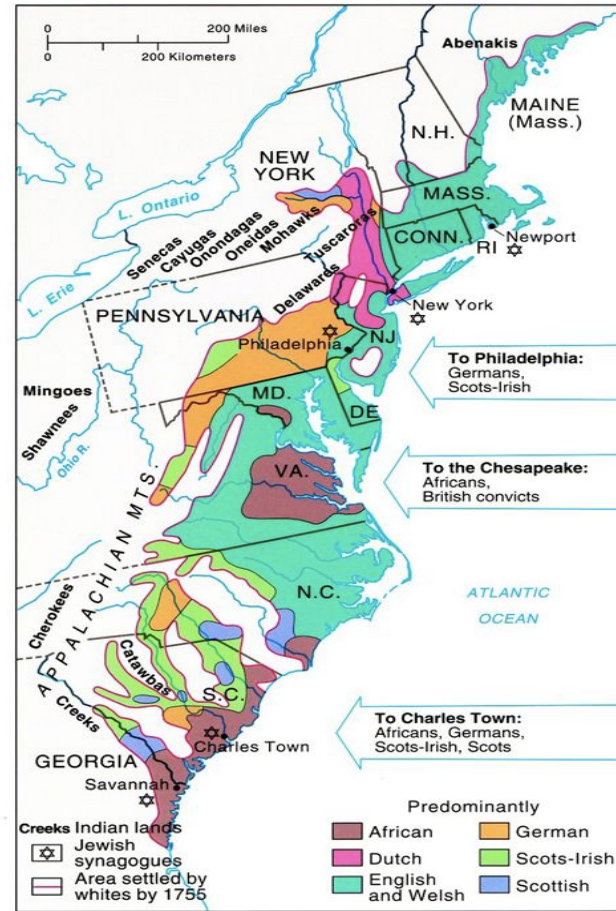 0 200 Miles
0 200 Kilometers
Abenakis
MAINE
(Mass.)
N.H.
NEW
YORK
MASS.
L. Ontario
CONN.
RI
Newport
Senecas
Cayugas
Onondagas
Oneidas
Mohawks
Tuscaroras
L. Erie
Delawares
New York
PENNSYLVANIA
Philadelphia
NJ
To Philadelphia:
Germans,
Scots-Irish
MD.
DE
Mingoes
Shawnees
Ohio R.
VA.
To the Chesapeake:
Africans,
British convicts
APPALACHIAN MTS.
N.C.
ATLANTIC
OCEAN
Cherokees
Catawbas
S.C.
Creeks
Charles Town
To Charles Town:
Africans, Germans,
Scots-Irish, Scots
GEORGIA
Savannah
Creeks Indian lands
Jewish
synagogues
Area settled by
whites by 1755
Predominantly
African
Dutch
English
and Welsh
German
Scots-Irish
Scottish